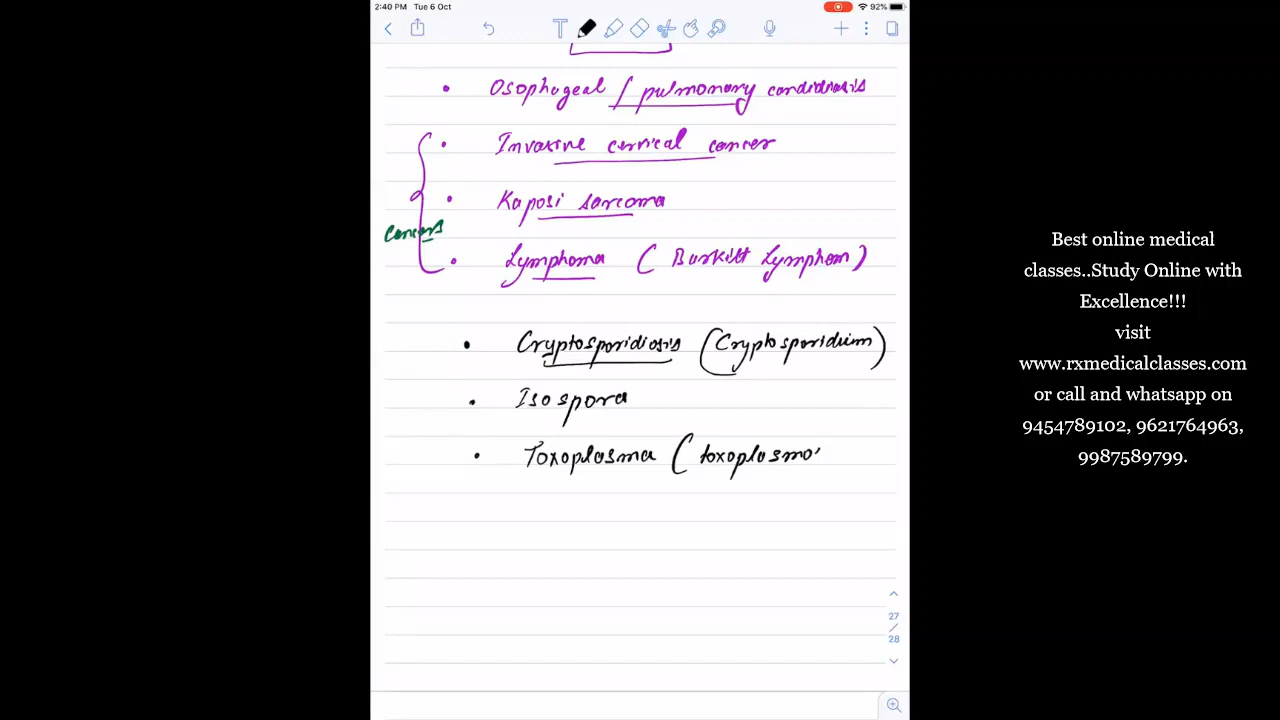 2:40 PM Tue 6 Oct
92%
T
• Osophageal / pulmonary candidiasis
• Invasive cervical cancer
• Kaposi sarcoma
cancers
• Lymphoma ( Burkitt Lymphom )
• Cryptosporidiosis (Cryptosporidium)
• Isospora
• Toxoplasma ( toxoplasmo
27
/
28
Best online medical
classes..Study Online with
Excellence!!!
visit
www.rxmedicalclasses.com
or call and whatsapp on
9454789102, 9621764963,
9987589799.